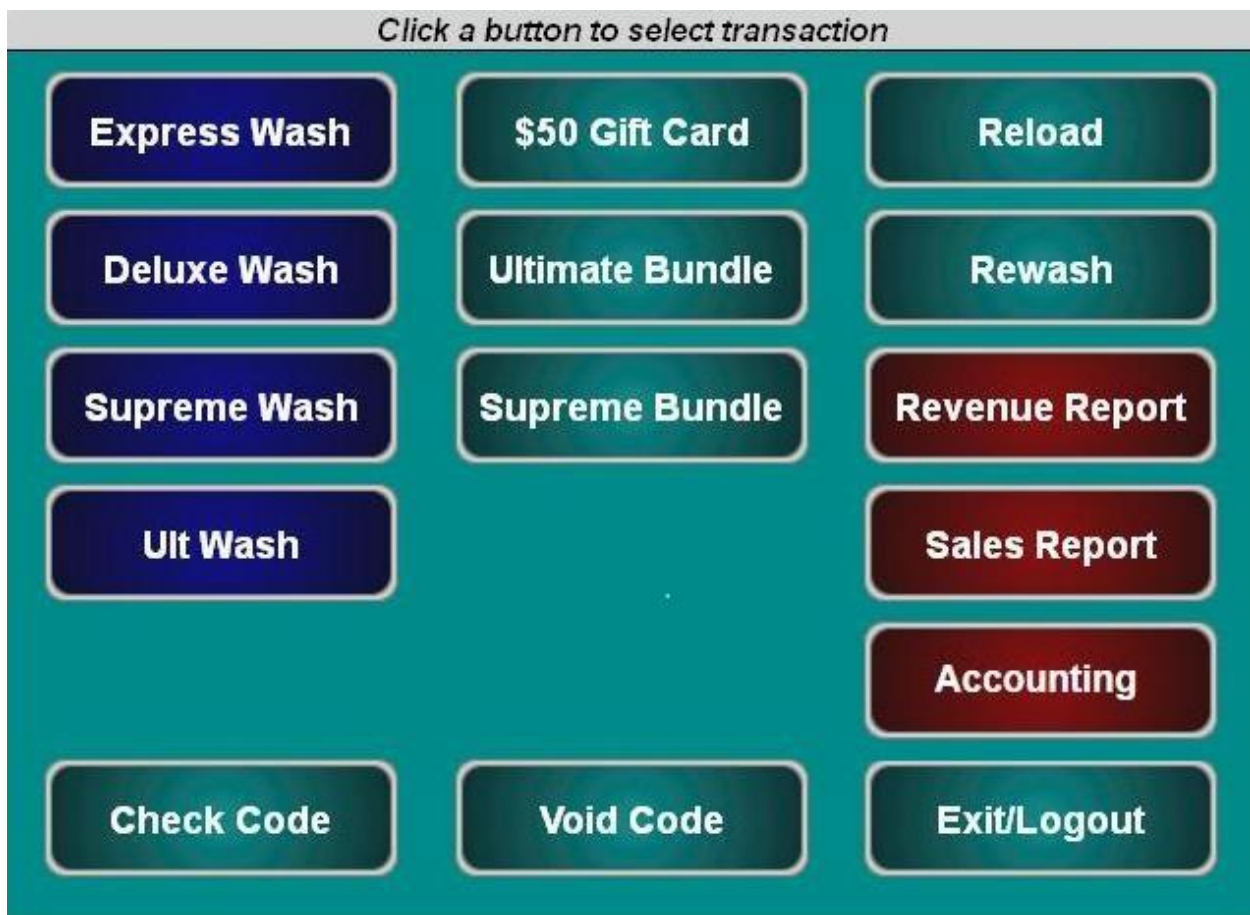 Click a button to select transaction
Express Wash
$50 Gift Card
Reload
Deluxe Wash
Ultimate Bundle
Rewash
Supreme Wash
Supreme Bundle
Revenue Report
Ult Wash
Sales Report
Accounting
Check Code
Void Code
Exit/Logout